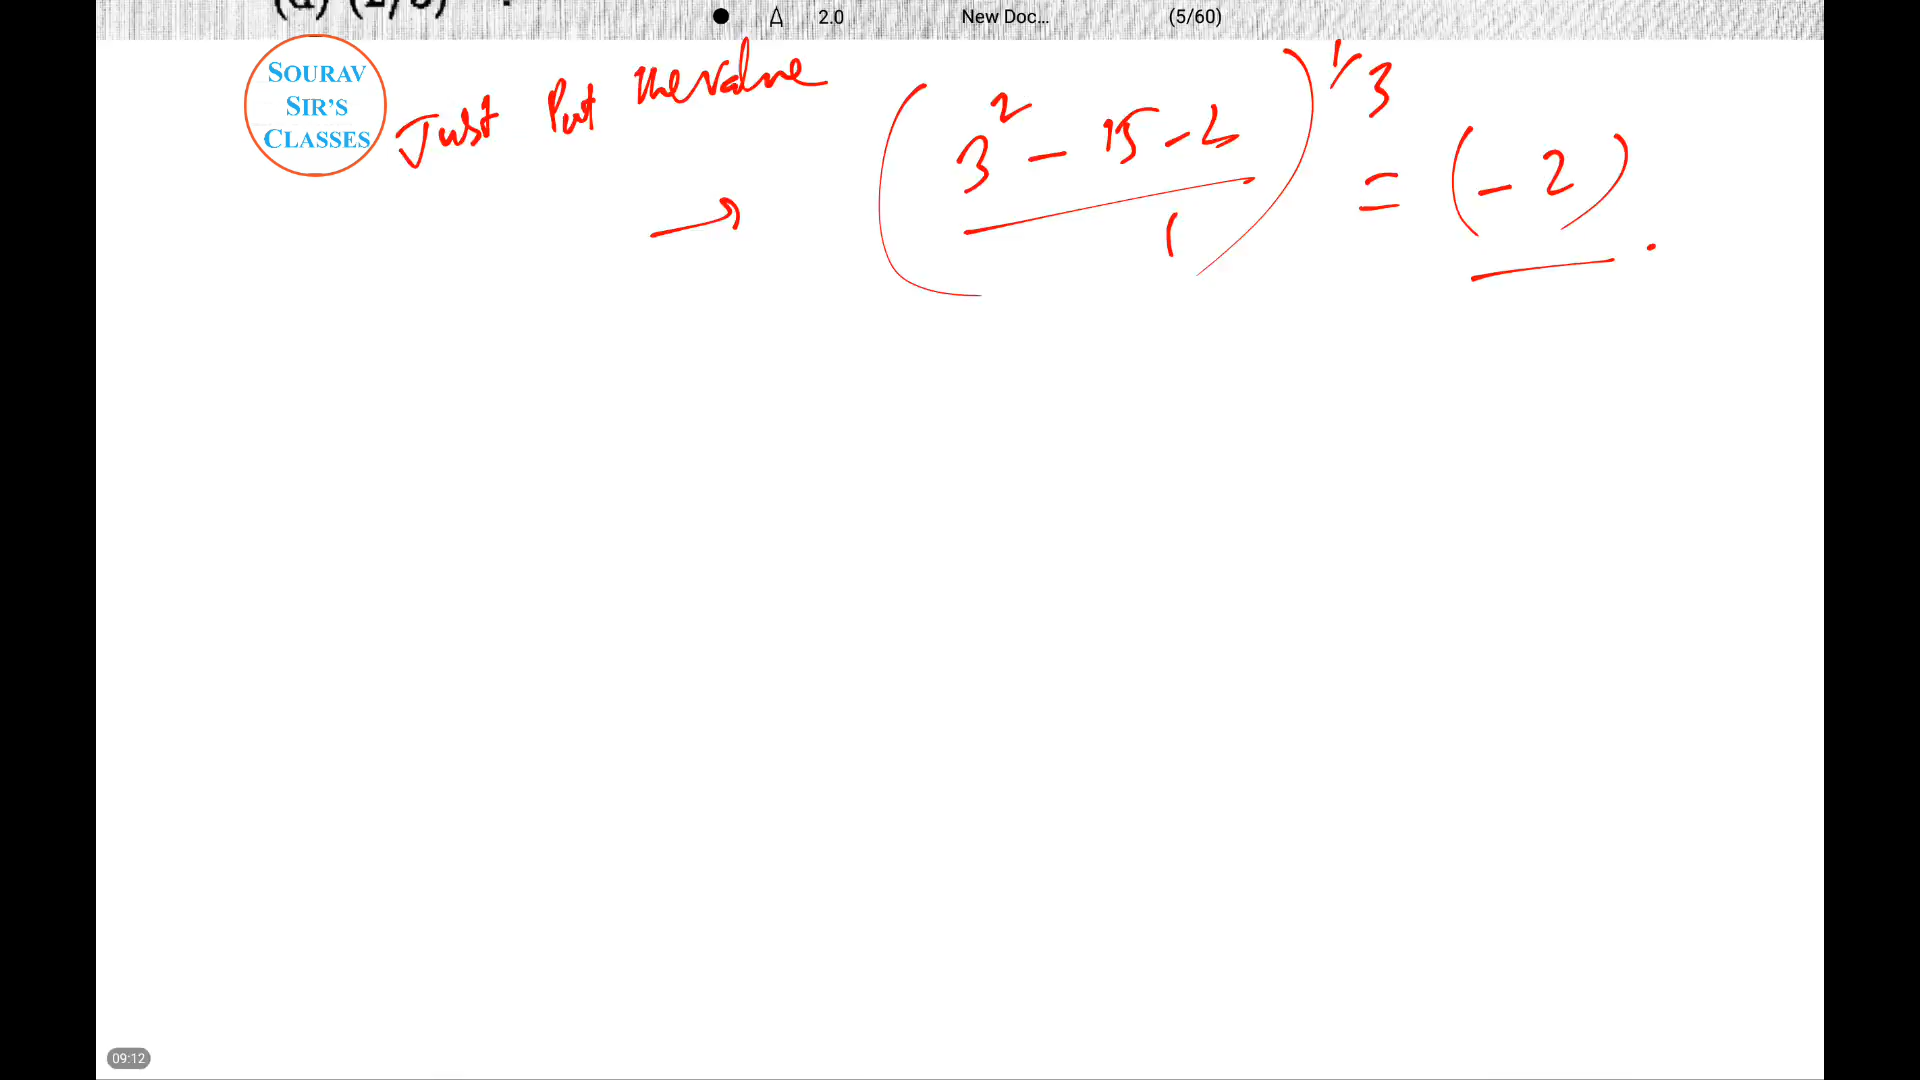 2.0 New Doc... (5/60)
SOURAV
SIR'S
CLASSES
Just Put the value
→ (3² - 15 - 2 / 1)^1/3 = (-2).
09:12